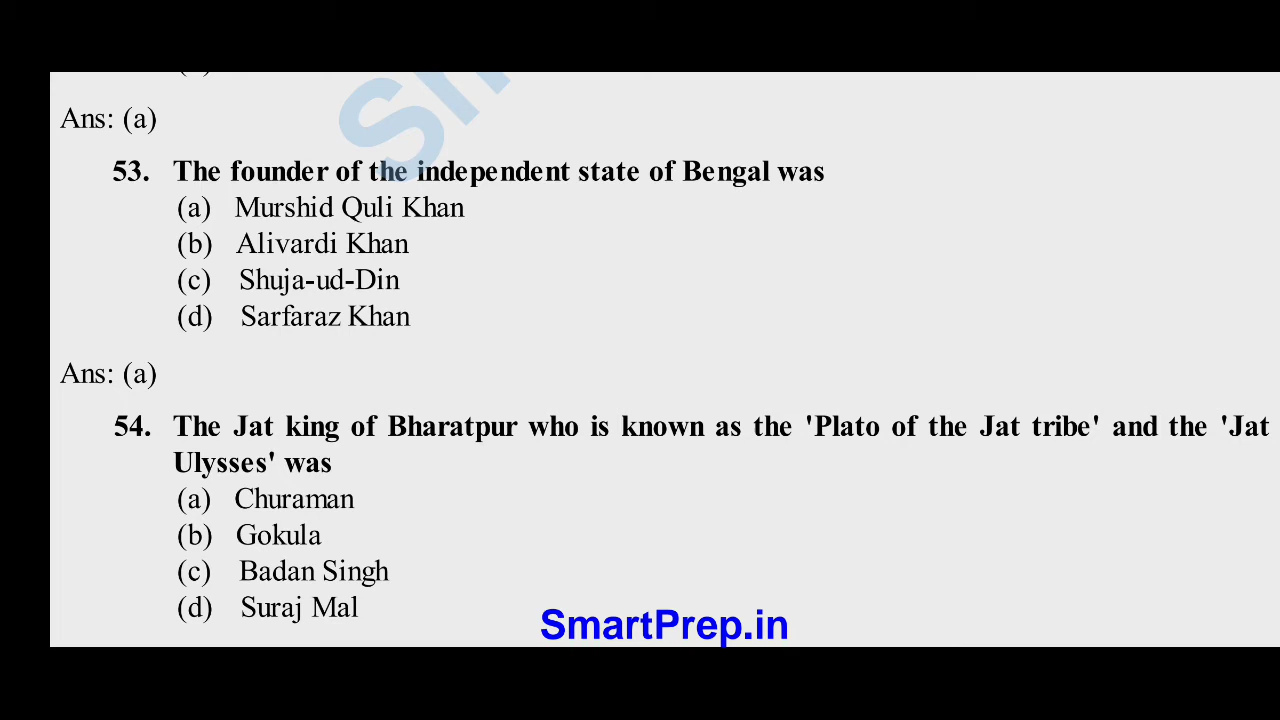 Ans: (a)
53. The founder of the independent state of Bengal was
(a) Murshid Quli Khan
(b) Alivardi Khan
(c) Shuja-ud-Din
(d) Sarfaraz Khan
Ans: (a)
54. The Jat king of Bharatpur who is known as the 'Plato of the Jat tribe' and the 'Jat
Ulysses' was
(a) Churaman
(b) Gokula
(c) Badan Singh
(d) Suraj Mal
SmartPrep.in